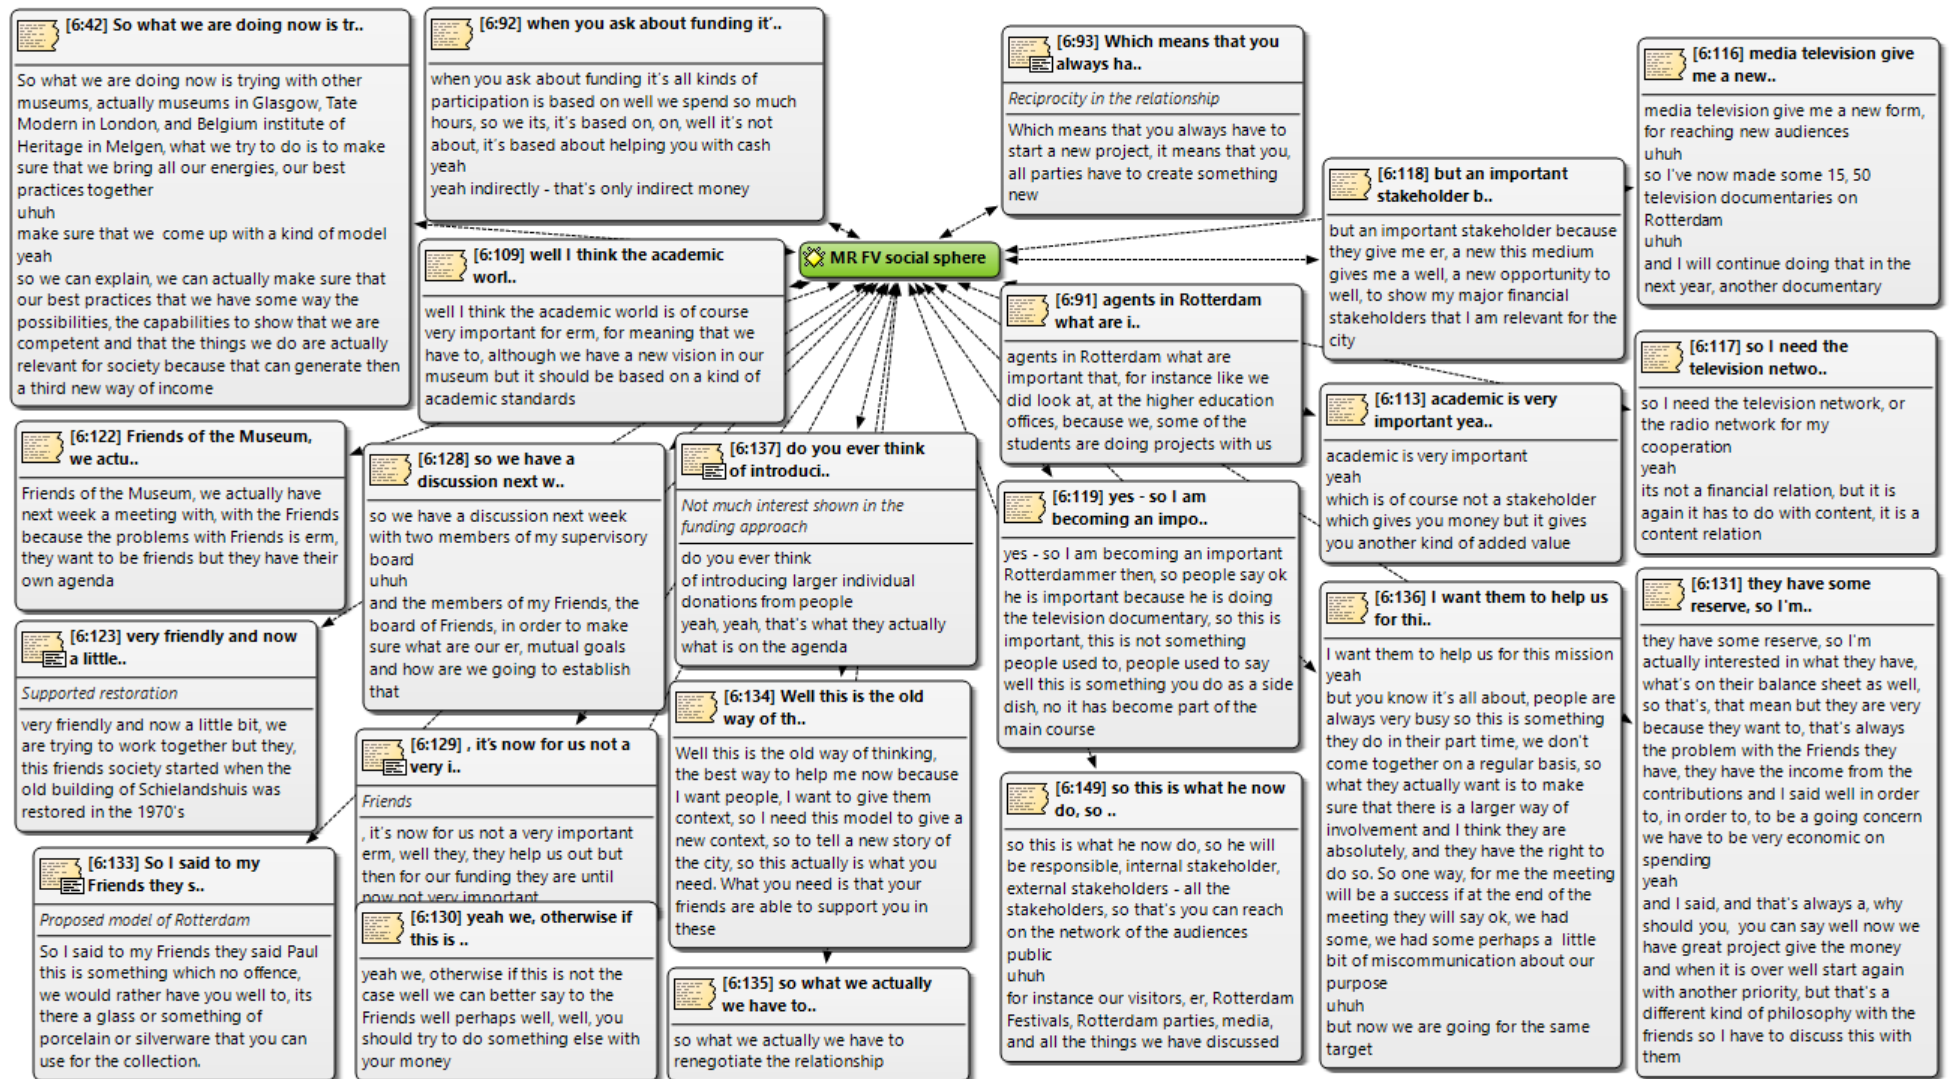 [6:42] So what we are doing now is tr..
So what we are doing now is trying with other
museums, actually museums in Glasgow, Tate
Modern in London, and Belgium institute of
Heritage in Melgen, what we try to do is to make
sure that we bring all our energies, our best
practices together
uhuh
make sure that we  come up with a kind of model
yeah
so we can explain, we can actually make sure that
our best practices that we have some way the
possibilities, the capabilities to show that we are
competent and that the things we do are actually
relevant for society because that can generate then
a third new way of income
[6:92] when you ask about funding it'..
when you ask about funding it's all kinds of
participation is based on well we spend so much
hours, so we its, it's based on, on, well it's not
about, it's based about helping you with cash
yeah
yeah indirectly - that's only indirect money
[6:93] Which means that you
always ha..
Reciprocity in the relationship
Which means that you always have to
start a new project, it means that you,
all parties have to create something
new
[6:116] media television give
me a new..
media television give me a new form,
for reaching new audiences
uhuh
so I've now made some 15, 50
television documentaries on
Rotterdam
uhuh
and I will continue doing that in the
next year, another documentary
[6:118] but an important
stakeholder b..
but an important stakeholder because
they give me er, a new this medium
gives me a well, a new opportunity to
well, to show my major financial
stakeholders that I am relevant for the
city
MR FV social sphere
[6:109] well I think the academic
worl..
well I think the academic world is of course
very important for erm, for meaning that we
have to, although we have a new vision in our
museum but it should be based on a kind of
academic standards
[6:91] agents in Rotterdam
what are i..
agents in Rotterdam what are
important that, for instance like we
did look at, at the higher education
offices, because we, some of the
students are doing projects with us
[6:117] so I need the
television netwo..
so I need the television network, or
the radio network for my
cooperation
yeah
its not a financial relation, but it is
again it has to do with content, it is a
content relation
[6:113] academic is very
important yea..
academic is very important
yeah
which is of course not a stakeholder
which gives you money but it gives
you another kind of added value
[6:122] Friends of the Museum,
we actu..
Friends of the Museum, we actually have
next week a meeting with, with the Friends
because the problems with Friends is erm,
they want to be friends but they have their
own agenda
[6:128] so we have a
discussion next w..
so we have a discussion next week
with two members of my supervisory
board
uhuh
and the members of my Friends, the
board of Friends, in order to make
sure what are our er, mutual goals
and how are we going to establish
that
[6:137] do you ever think
of introduci..
Not much interest shown in the
funding approach
do you ever think
of introducing larger individual
donations from people
yeah, yeah, that's what they actually
what is on the agenda
[6:119] yes - so I am
becoming an impo..
yes - so I am becoming an important
Rotterdammer then, so people say ok
he is important because he is doing
the television documentary, so this is
important, this is not something
people used to, people used to say
well this is something you do as a side
dish, no it has become part of the
main course
[6:136] I want them to help us
for thi..
I want them to help us for this mission
yeah
but you know it's all about, people are
always very busy so this is something
they do in their part time, we don't
come together on a regular basis, so
what they actually want is to make
sure that there is a larger way of
involvement and I think they are
absolutely, and they have the right to
do so. So one way, for me the meeting
will be a success if at the end of the
meeting they will say ok, we had
some, we had some perhaps a  little
bit of miscommunication about our
purpose
uhuh
but now we are going for the same
target
[6:131] they have some
reserve, so I'm..
they have some reserve, so I'm
actually interested in what they have,
what's on their balance sheet as well,
so that's, that mean but they are very
because they want to, that's always
the problem with the Friends they
have, they have the income from the
contributions and I said well in order
to, in order to, to be a going concern
we have to be very economic on
spending
yeah
and I said, and that's always a, why
should you,  you can say well now we
have great project give the money
and when it is over well start again
with another priority, but that's a
different kind of philosophy with the
friends so I have to discuss this with
them
[6:123] very friendly and now
a little..
Supported restoration
very friendly and now a little bit, we
are trying to work together but they,
this friends society started when the
old building of Schielandshuis was
restored in the 1970's
[6:134] Well this is the old
way of th..
Well this is the old way of thinking,
the best way to help me now because
I want people, I want to give them
context, so I need this model to give a
new context, so to tell a new story of
the city, so this actually is what you
need. What you need is that your
friends are able to support you in
these
[6:129] , it's now for us not a
very i..
Friends
, it's now for us not a very important
erm, well they, they help us out but
then for our funding they are until
now not very important
[6:149] so this is what he now
do, so ..
so this is what he now do, so he will
be responsible, internal stakeholder,
external stakeholders - all the
stakeholders, so that's you can reach
on the network of the audiences
public
uhuh
for instance our visitors, er, Rotterdam
Festivals, Rotterdam parties, media,
and all the things we have discussed
[6:133] So I said to my
Friends they s..
Proposed model of Rotterdam
So I said to my Friends they said Paul
this is something which no offence,
we would rather have you well to, its
there a glass or something of
porcelain or silverware that you can
use for the collection.
[6:130] yeah we, otherwise if
this is ..
yeah we, otherwise if this is not the
case well we can better say to the
Friends well perhaps well, well, you
should try to do something else with
your money
[6:135] so what we actually
we have to..
so what we actually we have to
renegotiate the relationship